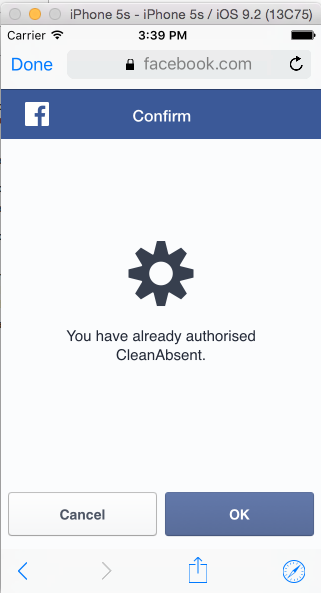 iPhone 5s - iPhone 5s / iOS 9.2 (13C75)
Carrier 3:39 PM
Done facebook.com
Confirm
You have already authorised
CleanAbsent.
Cancel OK